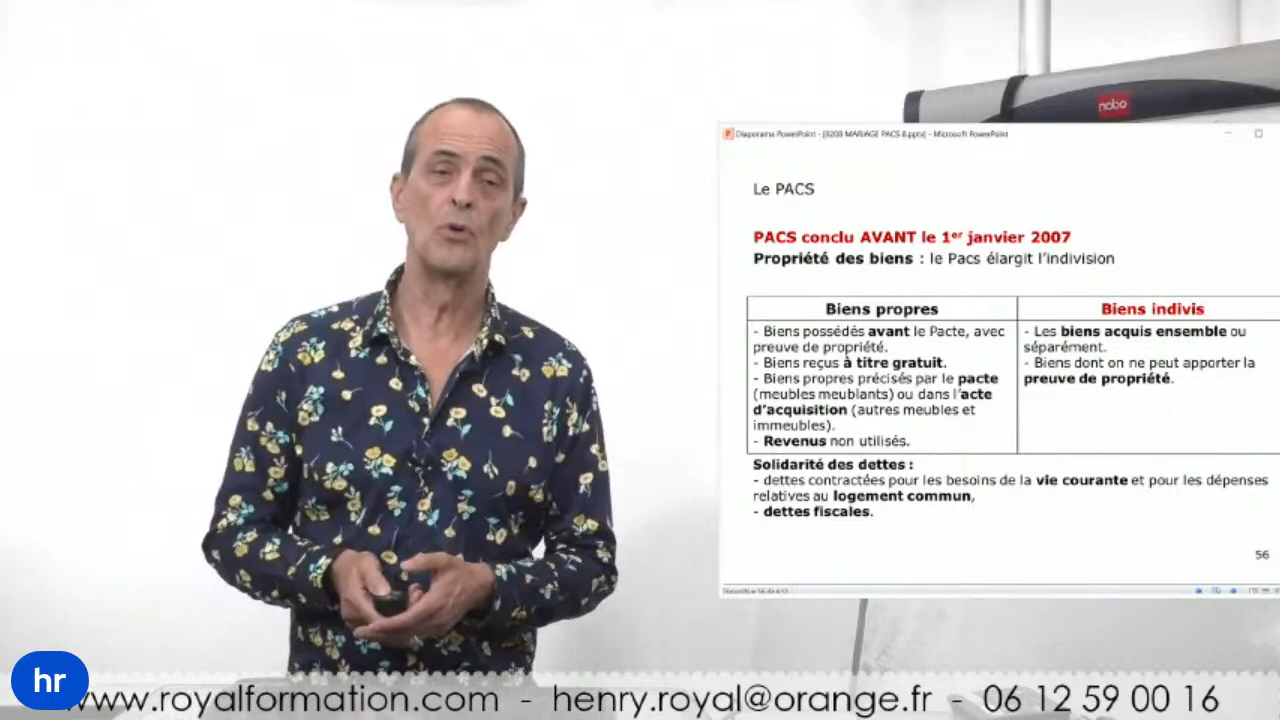 nobo
Diaporama PowerPoint - [0203 MARIAGE PACS 8.pptx] - Microsoft PowerPoint
Le PACS
PACS conclu AVANT le 1er janvier 2007
Propriété des biens : le Pacs élargit l'indivision
Biens propres
- Biens possédés avant le Pacte, avec
preuve de propriété.
- Biens reçus à titre gratuit.
- Biens propres précisés par le pacte
(meubles meublants) ou dans l'acte
d'acquisition (autres meubles et
immeubles).
- Revenus non utilisés.
Biens indivis
- Les biens acquis ensemble ou
séparément.
- Biens dont on ne peut apporter la
preuve de propriété.
Solidarité des dettes :
- dettes contractées pour les besoins de la vie courante et pour les dépenses
relatives au logement commun,
- dettes fiscales.
56
hr
www.royalformation.com - henry.royal@orange.fr - 06 12 59 00 16